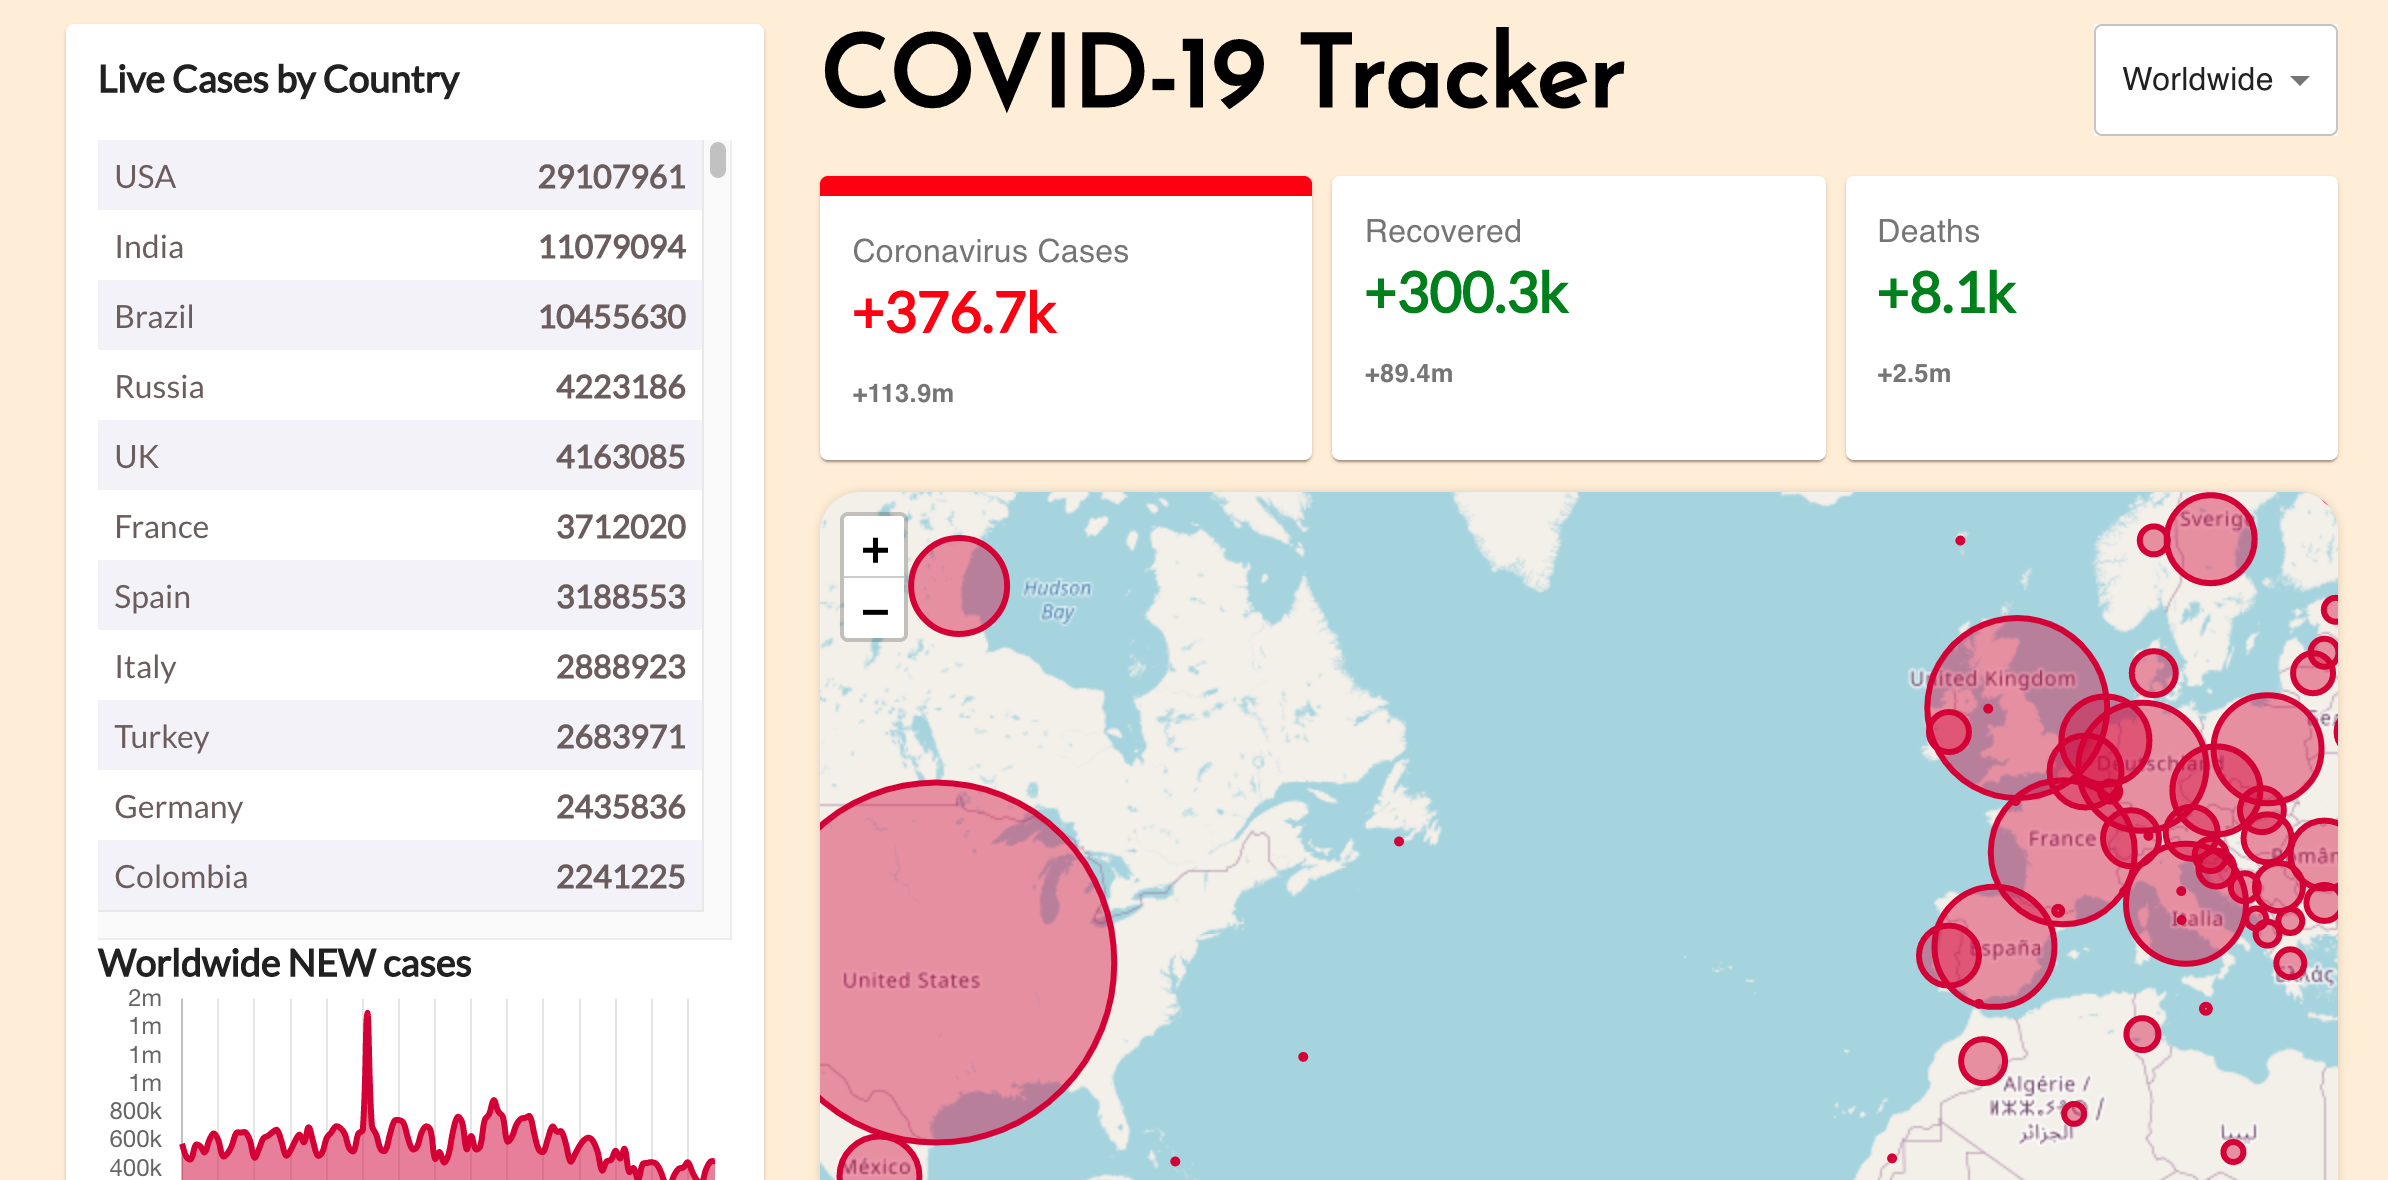 Live Cases by Country
USA 29107961
India 11079094
Brazil 10455630
Russia 4223186
UK 4163085
France 3712020
Spain 3188553
Italy 2888923
Turkey 2683971
Germany 2435836
Colombia 2241225
Worldwide NEW cases
2m
1m
1m
1m
800k
600k
400k
COVID-19 Tracker
Worldwide
Coronavirus Cases
+376.7k
+113.9m
Recovered
+300.3k
+89.4m
Deaths
+8.1k
+2.5m
+
−
Hudson
Bay
Sverige
United Kingdom
Deutschland
France
Român
Italia
España
United States
México
Algérie /
الجزائر
ليبيا